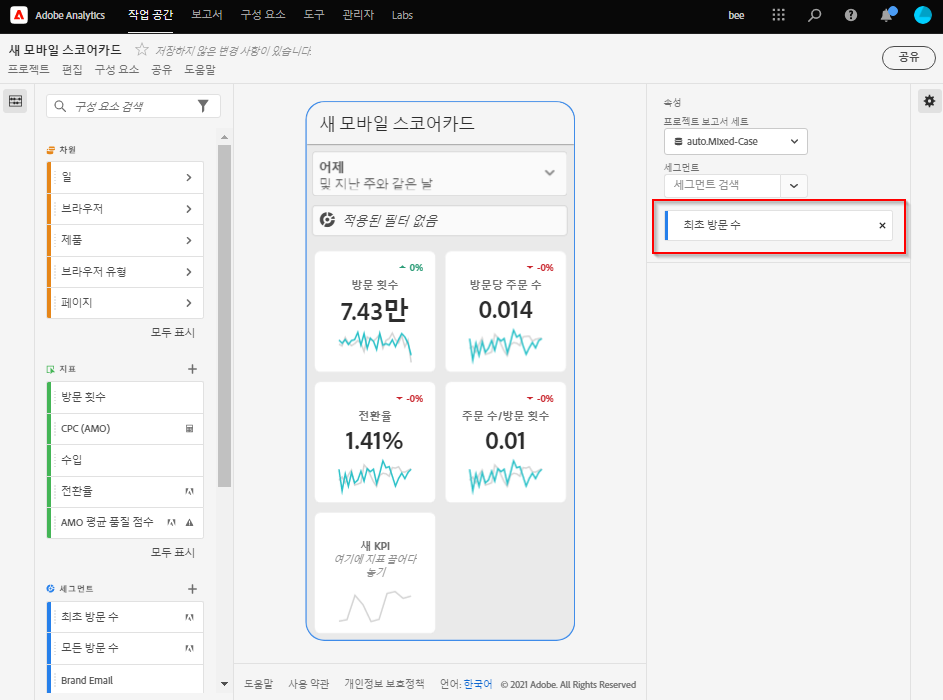 Adobe Analytics 작업 공간 보고서 구성 요소 도구 관리자 Labs bee
새 모바일 스코어카드 저장하지 않은 변경 사항이 있습니다.
프로젝트 편집 구성 요소 공유 도움말
공유
구성 요소 검색
차원
일
브라우저
제품
브라우저 유형
페이지
모두 표시
지표
방문 횟수
CPC (AMO)
수입
전환율
AMO 평균 품질 점수
모두 표시
세그먼트
최초 방문 수
모든 방문 수
Brand Email
새 모바일 스코어카드
어제
및 지난 주와 같은 날
적용된 필터 없음
0%
방문 횟수
7.43만
-0%
방문당 주문 수
0.014
-0%
전환율
1.41%
-0%
주문 수/방문 횟수
0.01
새 KPI
여기에 지표 끌어다
놓기
속성
프로젝트 보고서 세트
auto.Mixed-Case
세그먼트
세그먼트 검색
최초 방문 수
도움말 사용 약관 개인정보 보호정책 언어: 한국어 © 2021 Adobe. All Rights Reserved